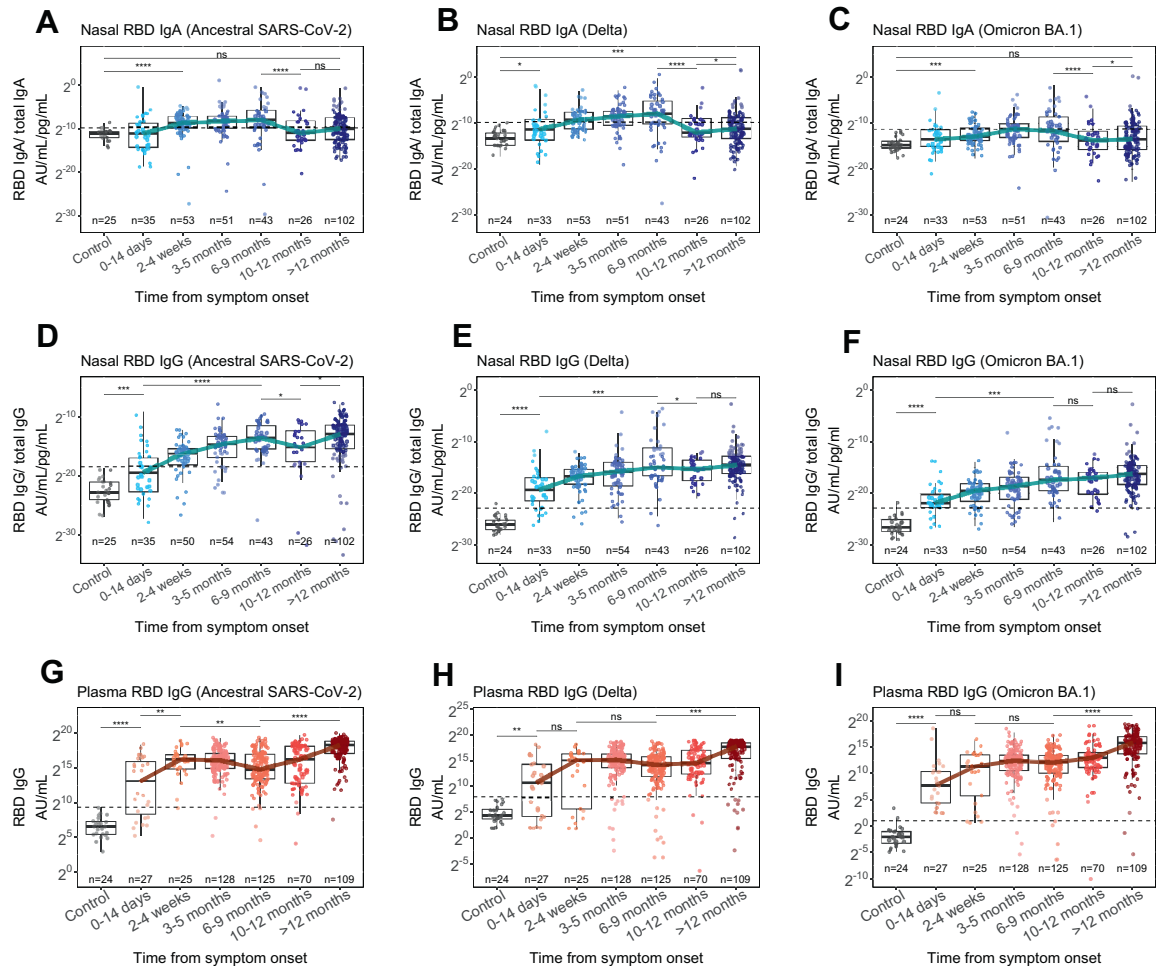 A
Nasal RBD IgA (Ancestral SARS-CoV-2)
RBD IgA/ total IgA
AU/mL/pg/mL
2^0
2^-10
2^-20
2^-30
ns
****
****
ns
n=25
n=35
n=53
n=51
n=43
n=26
n=102
Control
0-14 days
2-4 weeks
3-5 months
6-9 months
10-12 months
>12 months
Time from symptom onset
B
Nasal RBD IgA (Delta)
RBD IgA/ total IgA
AU/mL/pg/mL
2^0
2^-10
2^-20
2^-30
***
*
****
*
n=24
n=33
n=53
n=51
n=43
n=26
n=102
Control
0-14 days
2-4 weeks
3-5 months
6-9 months
10-12 months
>12 months
Time from symptom onset
C
Nasal RBD IgA (Omicron BA.1)
RBD IgA/ total IgA
AU/mL/pg/mL
2^0
2^-10
2^-20
2^-30
ns
***
****
*
n=24
n=33
n=53
n=51
n=43
n=26
n=102
Control
0-14 days
2-4 weeks
3-5 months
6-9 months
10-12 months
>12 months
Time from symptom onset
D
Nasal RBD IgG (Ancestral SARS-CoV-2)
RBD IgG/ total IgG
AU/mL/pg/mL
2^-10
2^-20
2^-30
***
****
*
*
n=25
n=35
n=50
n=54
n=43
n=26
n=102
Control
0-14 days
2-4 weeks
3-5 months
6-9 months
10-12 months
>12 months
Time from symptom onset
E
Nasal RBD IgG (Delta)
RBD IgG/ total IgG
AU/mL/pg/mL
2^0
2^-10
2^-20
2^-30
****
***
*
ns
n=24
n=33
n=50
n=54
n=43
n=26
n=102
Control
0-14 days
2-4 weeks
3-5 months
6-9 months
10-12 months
>12 months
Time from symptom onset
F
Nasal RBD IgG (Omicron BA.1)
RBD IgG/ total IgG
AU/mL/pg/ml
2^0
2^-10
2^-20
2^-30
****
***
ns
ns
n=24
n=33
n=50
n=54
n=43
n=26
n=102
Control
0-14 days
2-4 weeks
3-5 months
6-9 months
10-12 months
>12 months
Time from symptom onset
G
Plasma RBD IgG (Ancestral SARS-CoV-2)
RBD IgG
AU/mL
2^20
2^15
2^10
2^5
2^0
****
**
**
****
n=24
n=27
n=25
n=128
n=125
n=70
n=109
Control
0-14 days
2-4 weeks
3-5 months
6-9 months
10-12 months
>12 months
Time from symptom onset
H
Plasma RBD IgG (Delta)
RBD IgG
AU/mL
2^25
2^20
2^15
2^10
2^5
2^0
2^-5
**
ns
ns
***
n=24
n=27
n=25
n=128
n=125
n=70
n=109
Control
0-14 days
2-4 weeks
3-5 months
6-9 months
10-12 months
>12 months
Time from symptom onset
I
Plasma RBD IgG (Omicron BA.1)
RBD IgG
AU/mL
2^20
2^15
2^10
2^5
2^0
2^-5
2^-10
****
ns
ns
****
n=24
n=27
n=25
n=128
n=125
n=70
n=109
Control
0-14 days
2-4 weeks
3-5 months
6-9 months
10-12 months
>12 months
Time from symptom onset